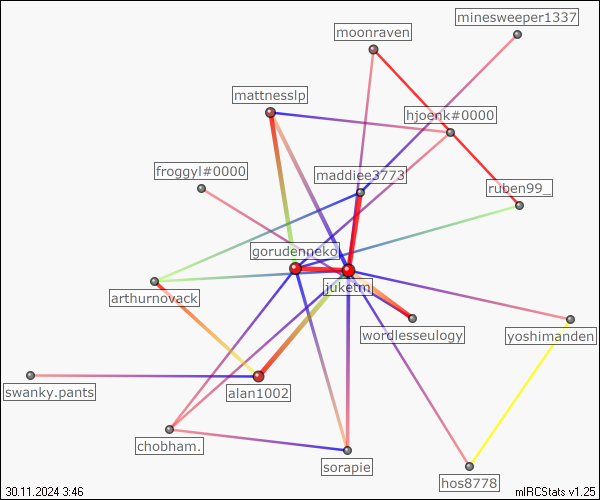 minesweeper1337
moonraven
mattnesslp
hjoenk#0000
froggyl#0000
maddiee3773
ruben99_
gorudenneko
juketm
arthurnovack
wordlesseulogy
yoshimanden
swanky.pants
alan1002
chobham.
sorapie
hos8778
30.11.2024 3:46
mIRCStats v1.25